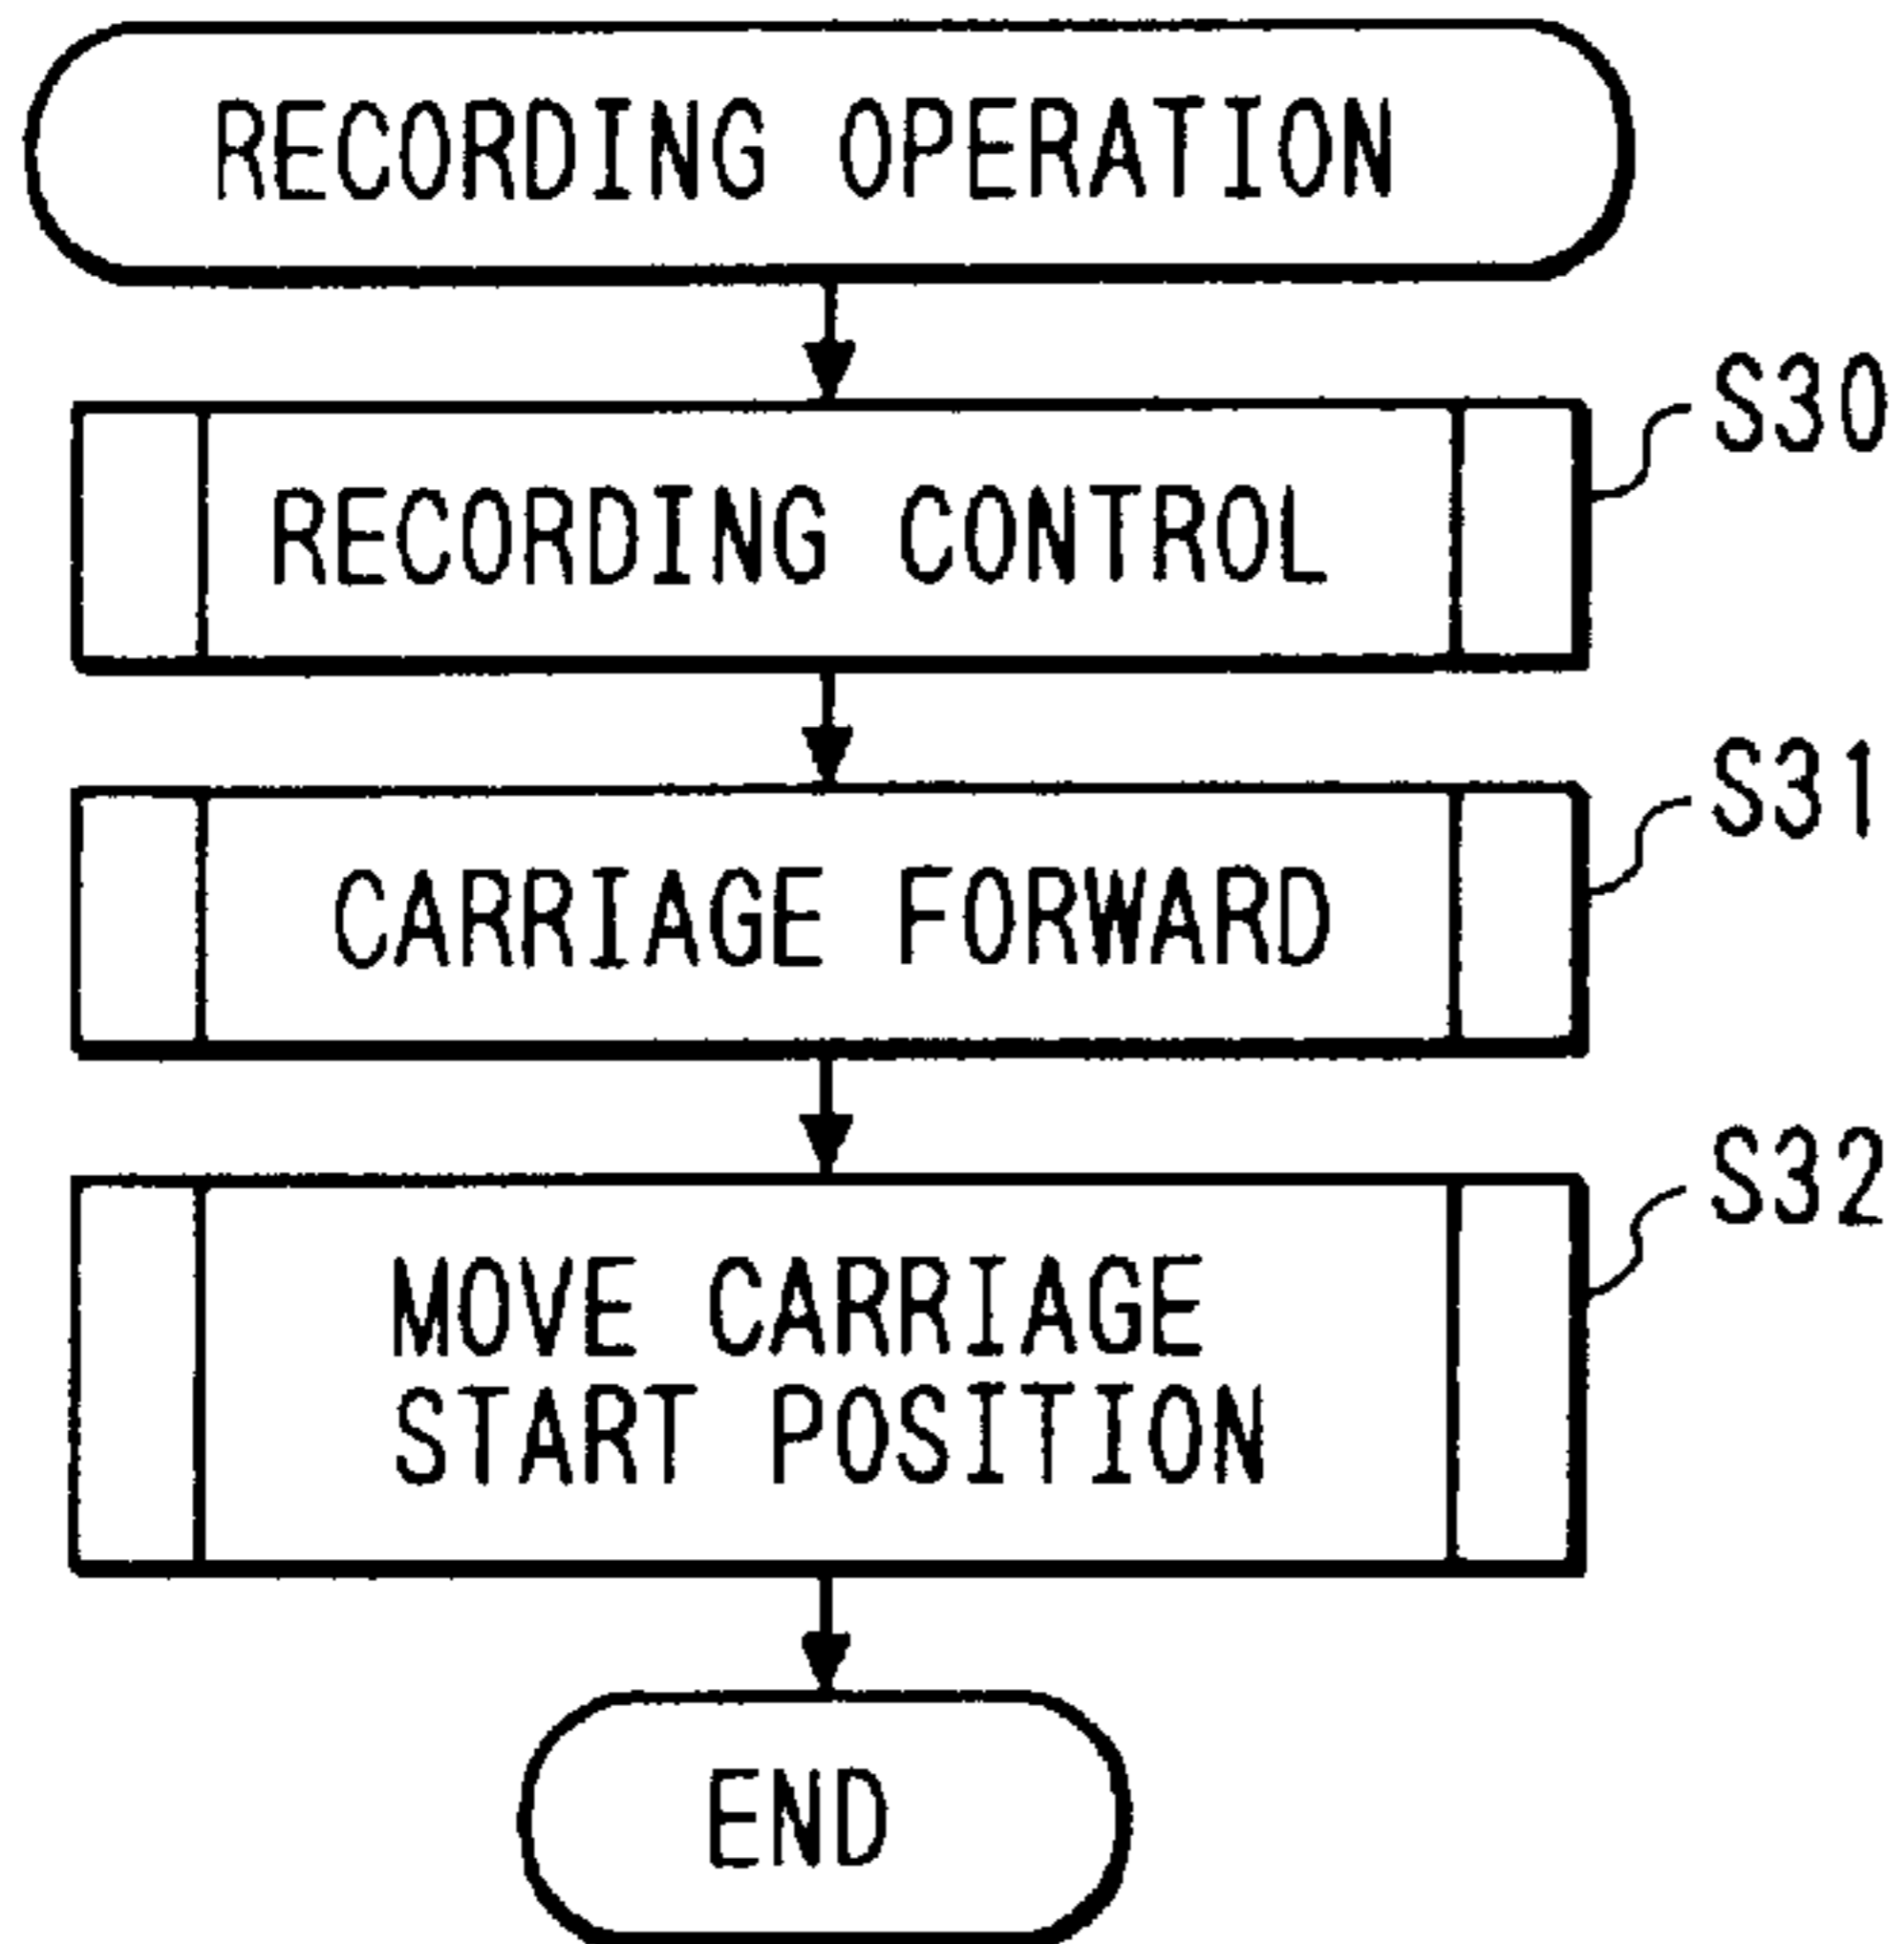 RECORDING OPERATION
S30
RECORDING CONTROL
S31
CARRIAGE FORWARD
S32
MOVE CARRIAGE
START POSITION
END